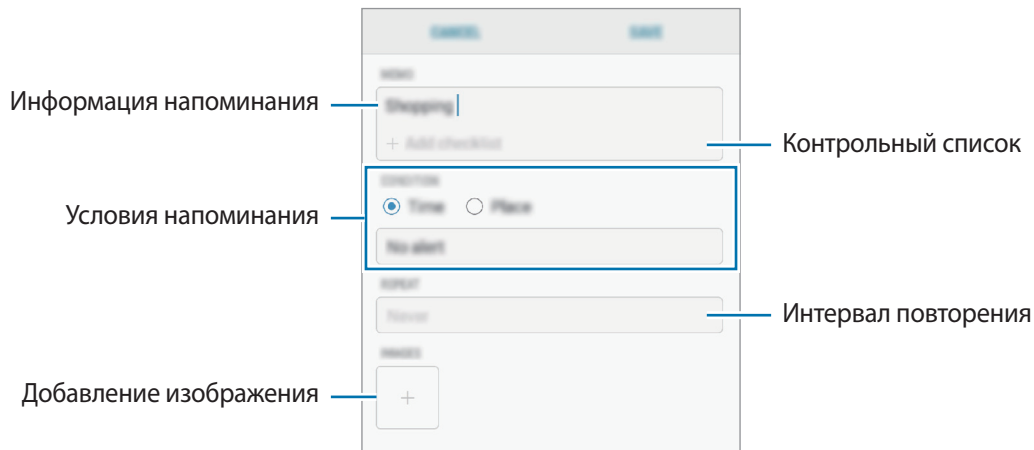 CANCEL
SAVE
MEMO
Информация напоминания
Shopping
+ Add checklist
Контрольный список
CONDITION
Условия напоминания
Time
Place
No alert
REPEAT
Never
Интервал повторения
IMAGES
Добавление изображения
+